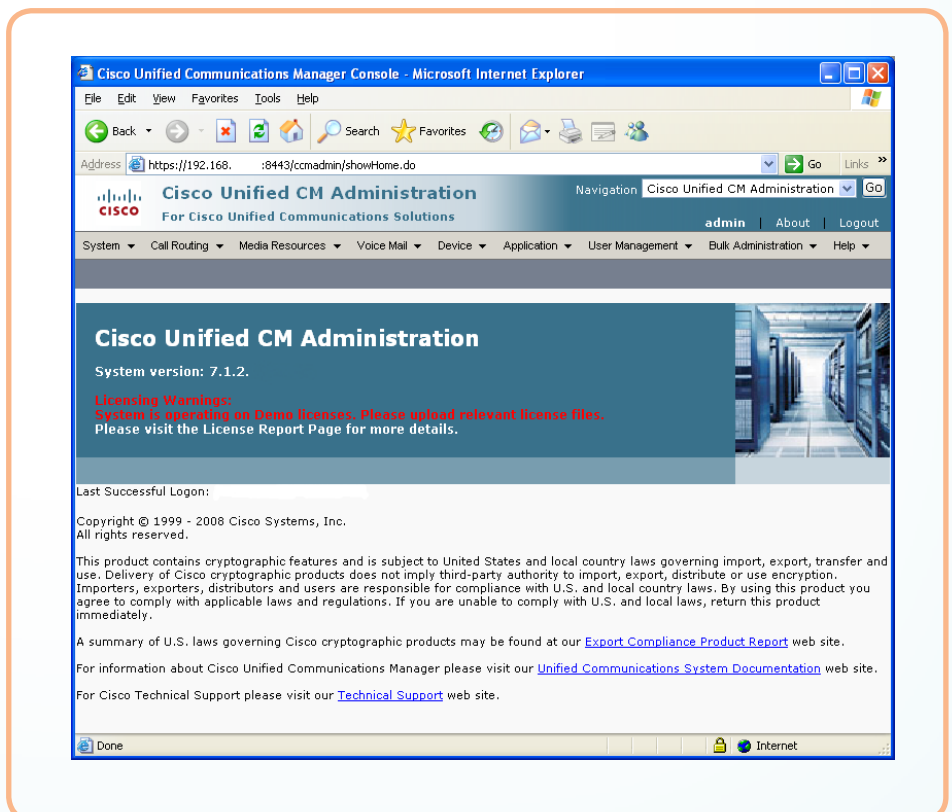 Cisco Unified Communications Manager Console - Microsoft Internet Explorer
File Edit View Favorites Tools Help
Back Search Favorites
Address https://192.168. :8443/ccmadmin/showHome.do Go Links »
CISCO
Cisco Unified CM Administration
For Cisco Unified Communications Solutions
Navigation Cisco Unified CM Administration Go
admin | About | Logout
System Call Routing Media Resources Voice Mail Device Application User Management Bulk Administration Help
Cisco Unified CM Administration
System version: 7.1.2.
Licensing Warnings:
System is operating on Demo licenses. Please upload relevant license files.
Please visit the License Report Page for more details.
Last Successful Logon:
Copyright © 1999 - 2008 Cisco Systems, Inc.
All rights reserved.
This product contains cryptographic features and is subject to United States and local country laws governing import, export, transfer and
use. Delivery of Cisco cryptographic products does not imply third-party authority to import, export, distribute or use encryption.
Importers, exporters, distributors and users are responsible for compliance with U.S. and local country laws. By using this product you
agree to comply with applicable laws and regulations. If you are unable to comply with U.S. and local laws, return this product
immediately.
A summary of U.S. laws governing Cisco cryptographic products may be found at our Export Compliance Product Report web site.
For information about Cisco Unified Communications Manager please visit our Unified Communications System Documentation web site.
For Cisco Technical Support please visit our Technical Support web site.
Done Internet